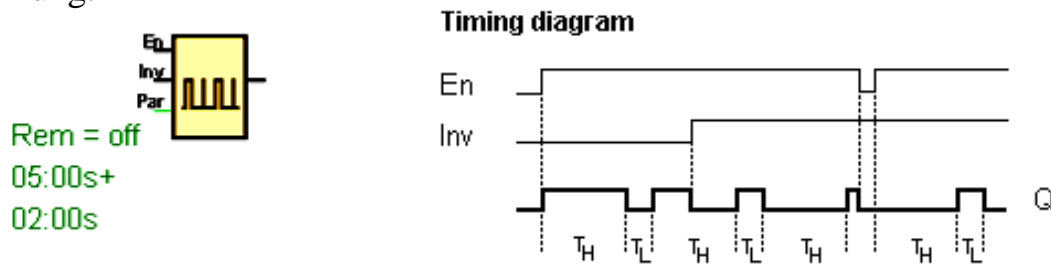 Timing diagram
En
Inv
Par
Rem = off
05:00s+
02:00s
En
Inv
Q
TH TL TH TL TH TH TL